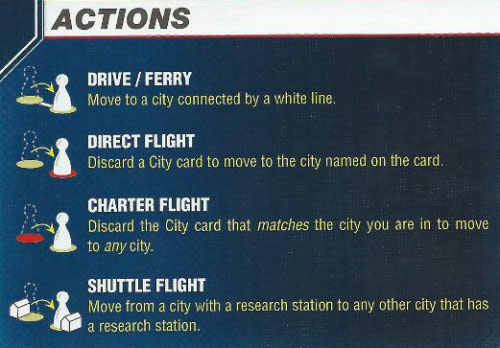 ACTIONS
DRIVE / FERRY
Move to a city connected by a white line.
DIRECT FLIGHT
Discard a City card to move to the city named on the card.
CHARTER FLIGHT
Discard the City card that matches the city you are in to move
to any city.
SHUTTLE FLIGHT
Move from a city with a research station to any other city that has
a research station.